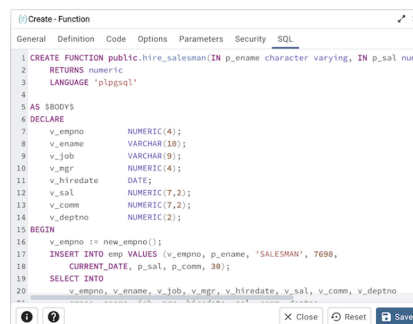 Create - Function
General Definition Code Options Parameters Security SQL
1 CREATE FUNCTION public.hire_salesman(IN p_ename character varying, IN p_sal num
2 RETURNS numeric
3 LANGUAGE 'plpgsql'
4
5 AS $BODY$
6 DECLARE
7 v_empno NUMERIC(4);
8 v_ename VARCHAR(10);
9 v_job VARCHAR(9);
10 v_mgr NUMERIC(4);
11 v_hiredate DATE;
12 v_sal NUMERIC(7,2);
13 v_comm NUMERIC(7,2);
14 v_deptno NUMERIC(2);
15 BEGIN
16 v_empno := new_empno();
17 INSERT INTO emp VALUES (v_empno, p_ename, 'SALESMAN', 7698,
18 CURRENT_DATE, p_sal, p_comm, 30);
19 SELECT INTO
20 v_empno, v_ename, v_job, v_mgr, v_hiredate, v_sal, v_comm, v_deptno
Close Reset Save